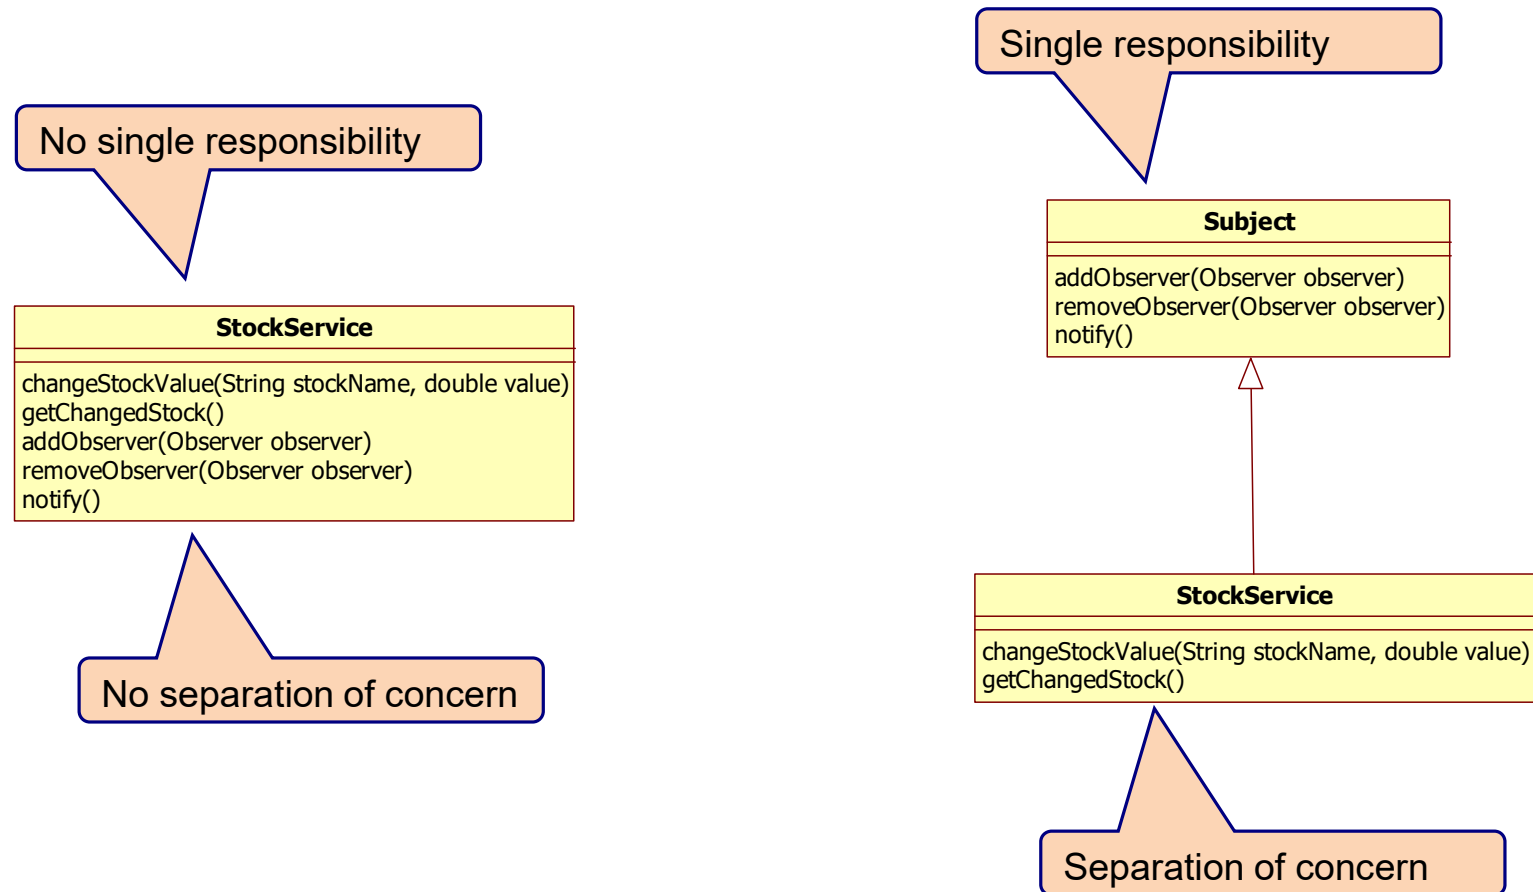 No single responsibility
StockService
changeStockValue(String stockName, double value)
getChangedStock()
addObserver(Observer observer)
removeObserver(Observer observer)
notify()
No separation of concern
Single responsibility
Subject
addObserver(Observer observer)
removeObserver(Observer observer)
notify()
StockService
changeStockValue(String stockName, double value)
getChangedStock()
Separation of concern